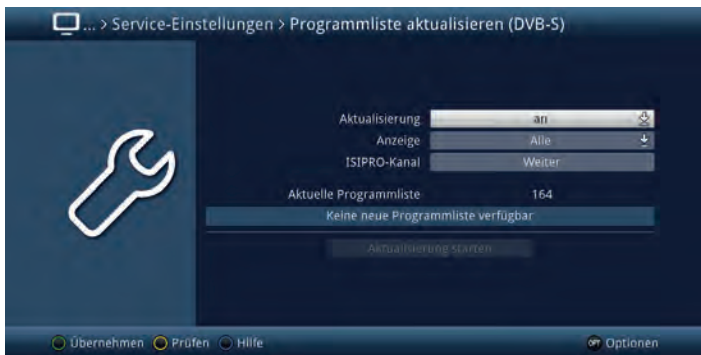 ... > Service-Einstellungen > Programmliste aktualisieren (DVB-S)
Aktualisierung an
Anzeige Alle
ISIPRO-Kanal Weiter
Aktuelle Programmliste 164
Keine neue Programmliste verfügbar
Aktualisierung starten
Übernehmen Prüfen Hilfe OPT Optionen